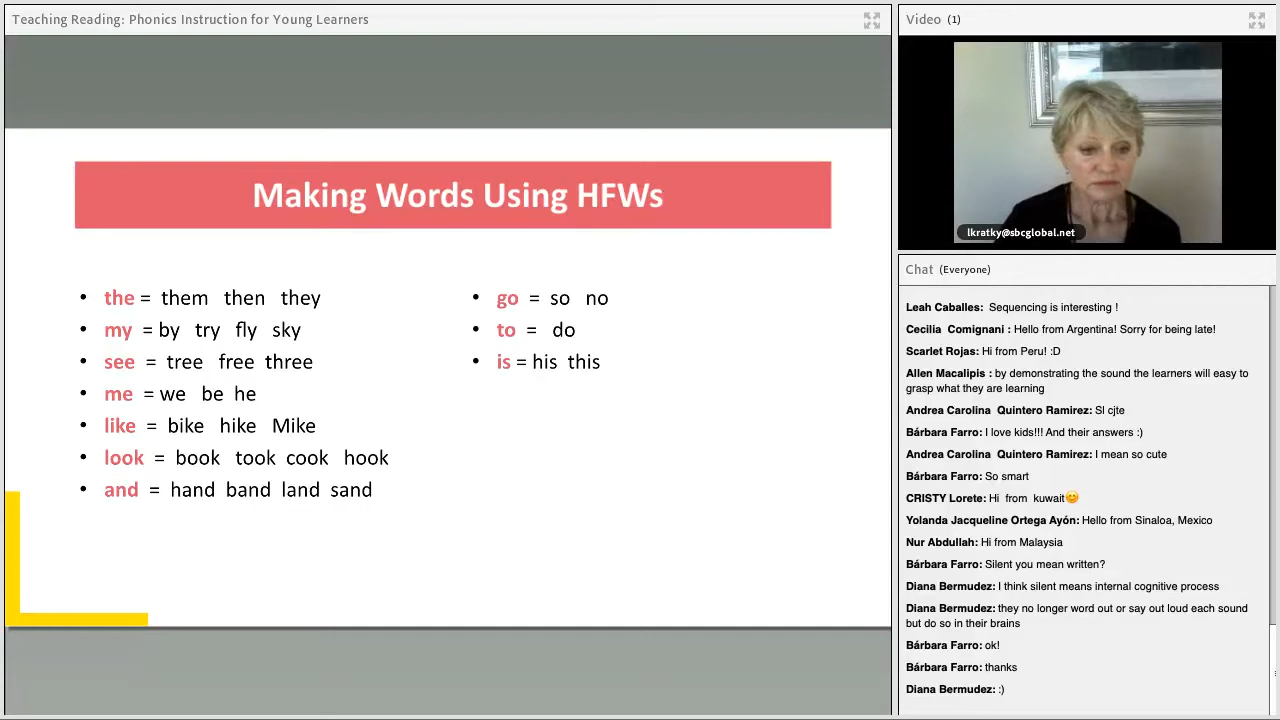 Teaching Reading: Phonics Instruction for Young Learners
Making Words Using HFWs
• the = them then they
• my = by try fly sky
• see = tree free three
• me = we be he
• like = bike hike Mike
• look = book took cook hook
• and = hand band land sand
• go = so no
• to = do
• is = his this
Video (1)
lkratky@sbcglobal.net
Chat (Everyone)
Leah Caballes: Sequencing is interesting !
Cecilia Comignani : Hello from Argentina! Sorry for being late!
Scarlet Rojas: Hi from Peru! :D
Allen Macalipis : by demonstrating the sound the learners will easy to
grasp what they are learning
Andrea Carolina Quintero Ramirez: Sl cjte
Bárbara Farro: I love kids!!! And their answers :)
Andrea Carolina Quintero Ramirez: I mean so cute
Bárbara Farro: So smart
CRISTY Lorete: Hi from kuwait😊
Yolanda Jacqueline Ortega Ayón: Hello from Sinaloa, Mexico
Nur Abdullah: Hi from Malaysia
Bárbara Farro: Silent you mean written?
Diana Bermudez: I think silent means internal cognitive process
Diana Bermudez: they no longer word out or say out loud each sound
but do so in their brains
Bárbara Farro: ok!
Bárbara Farro: thanks
Diana Bermudez: :)